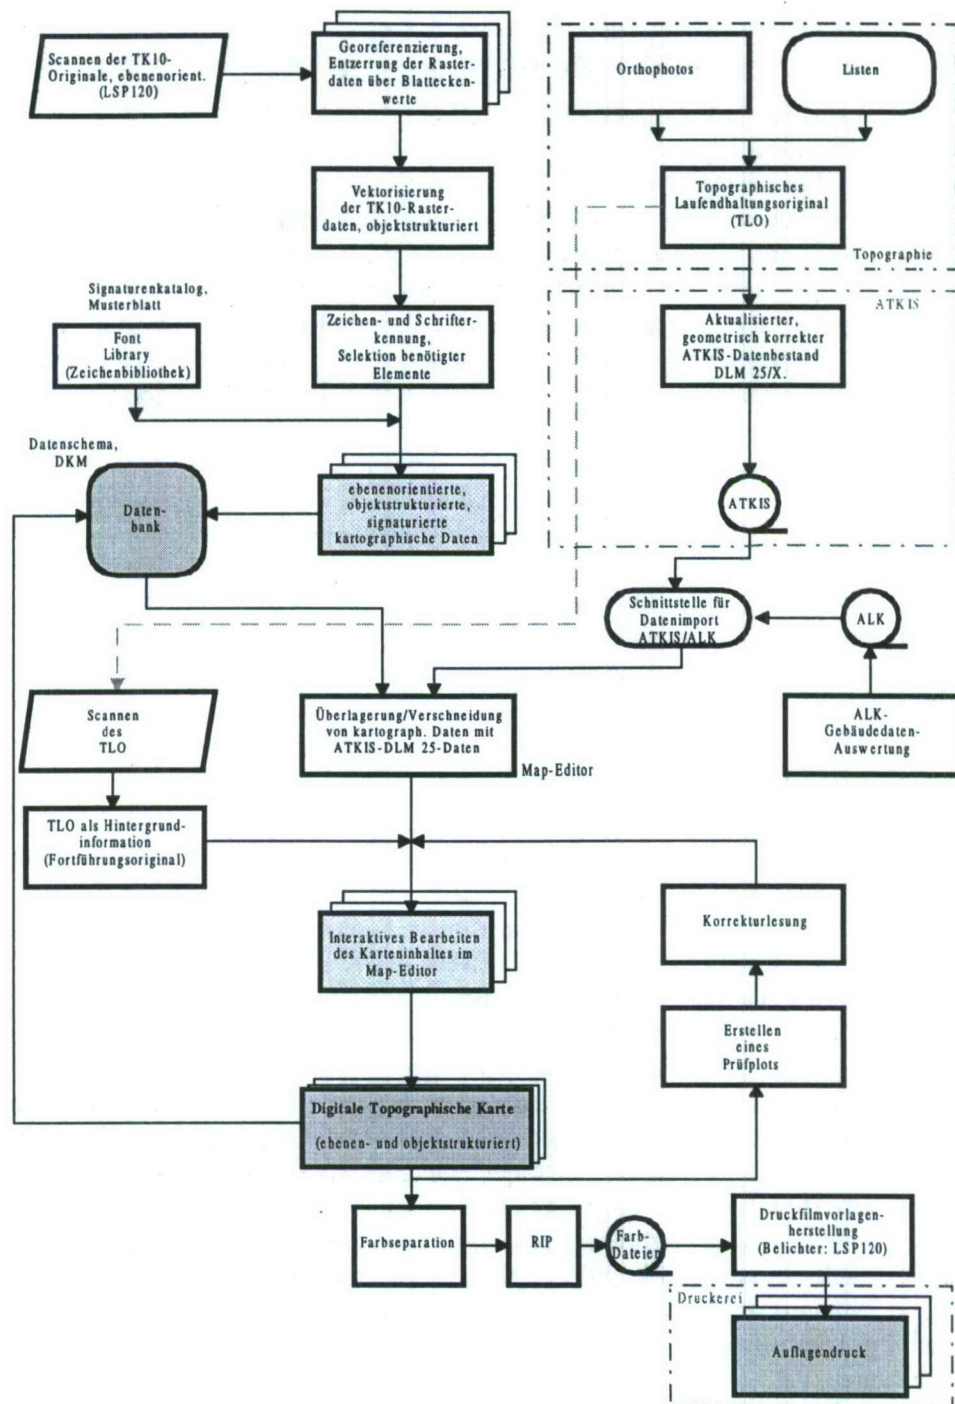 Scannen der TK10-
Originale, ebenenorient.
(LSP120)
Georeferenzierung,
Entzerrung der Raster-
daten über Blattecken-
werte
Orthophotos
Listen
Vektorisierung
der TK10-Raster-
daten, objektstrukturiert
Topographisches
Laufendhaltungsoriginal
(TLO)
Topographie
Signaturenkatalog,
Musterblatt
Font
Library
(Zeichenbibliothek)
Zeichen- und Schrifter-
kennung,
Selektion benötigter
Elemente
ATKIS
Aktualisierter,
geometrisch korrekter
ATKIS-Datenbestand
DLM 25/X.
Datenschema,
DKM
Daten-
bank
ebenenorientierte,
objektstrukturierte,
signaturierte
kartographische Daten
ATKIS
Schnittstelle für
Datenimport
ATKIS/ALK
ALK
Scannen
des
TLO
Überlagerung/Verschneidung
von kartograph. Daten mit
ATKIS-DLM 25-Daten
Map-Editor
ALK-
Gebäudedaten-
Auswertung
TLO als Hintergrund-
information
(Fortführungsoriginal)
Interaktives Bearbeiten
des Karteninhaltes im
Map-Editor
Korrekturlesung
Erstellen
eines
Prüfplots
Digitale Topographische Karte
(ebenen- und objektstrukturiert)
Farbseparation
RIP
Farb-
Dateien
Druckfilmvorlagen-
herstellung
(Belichter: LSP120)
Druckerei
Auflagendruck